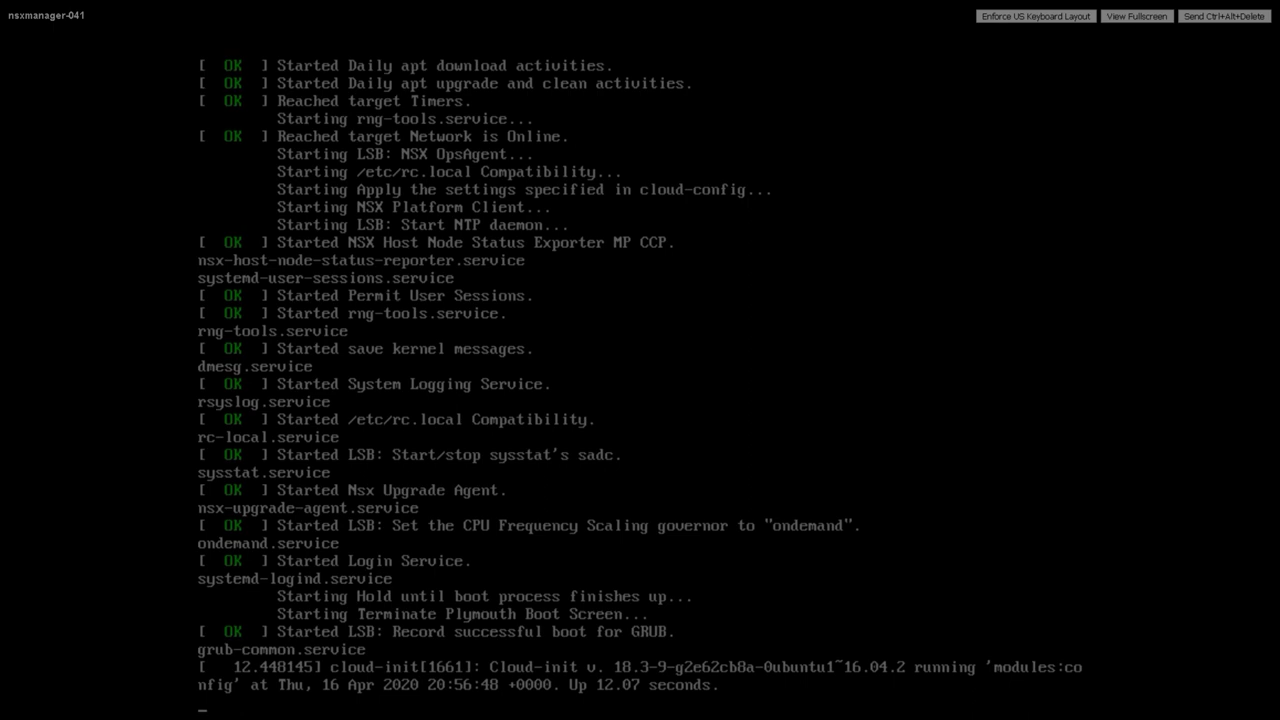 nsxmanager-041
Enforce US Keyboard Layout
View Fullscreen
Send Ctrl+Alt+Delete
[  OK  ] Started Daily apt download activities.
[  OK  ] Started Daily apt upgrade and clean activities.
[  OK  ] Reached target Timers.
         Starting rng-tools.service...
[  OK  ] Reached target Network is Online.
         Starting LSB: NSX OpsAgent...
         Starting /etc/rc.local Compatibility...
         Starting Apply the settings specified in cloud-config...
         Starting NSX Platform Client...
         Starting LSB: Start NTP daemon...
[  OK  ] Started NSX Host Node Status Exporter MP CCP.
nsx-host-node-status-reporter.service
systemd-user-sessions.service
[  OK  ] Started Permit User Sessions.
[  OK  ] Started rng-tools.service.
rng-tools.service
[  OK  ] Started save kernel messages.
dmesg.service
[  OK  ] Started System Logging Service.
rsyslog.service
[  OK  ] Started /etc/rc.local Compatibility.
rc-local.service
[  OK  ] Started LSB: Start/stop sysstat's sadc.
sysstat.service
[  OK  ] Started Nsx Upgrade Agent.
nsx-upgrade-agent.service
[  OK  ] Started LSB: Set the CPU Frequency Scaling governor to "ondemand".
ondemand.service
[  OK  ] Started Login Service.
systemd-logind.service
         Starting Hold until boot process finishes up...
         Starting Terminate Plymouth Boot Screen...
[  OK  ] Started LSB: Record successful boot for GRUB.
grub-common.service
[   12.448145] cloud-init[1661]: Cloud-init v. 18.3-9-g2e62cb8a-0ubuntu1~16.04.2 running 'modules:co
nfig' at Thu, 16 Apr 2020 20:56:48 +0000. Up 12.07 seconds.
_